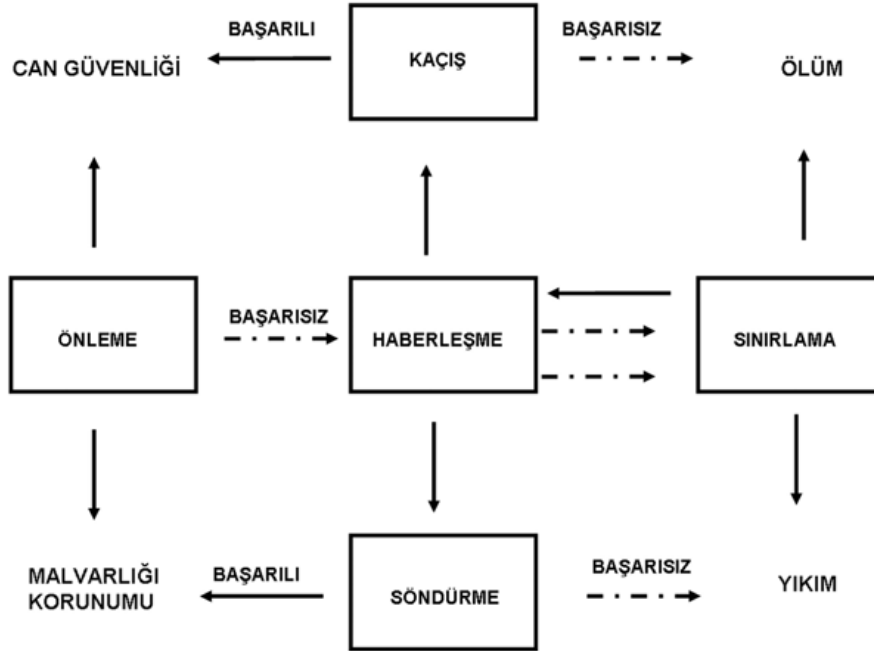 BAŞARILI
KAÇIŞ
BAŞARISIZ
CAN GÜVENLİĞİ
ÖLÜM
ÖNLEME
BAŞARISIZ
HABERLEŞME
SINIRLAMA
MALVARLIĞI
KORUNUMU
BAŞARILI
SÖNDÜRME
BAŞARISIZ
YIKIM